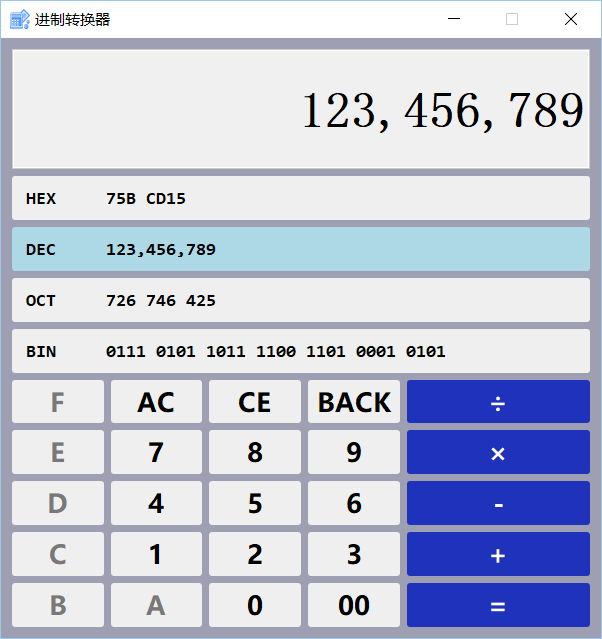 进制转换器
123,456,789
HEX 75B CD15
DEC 123,456,789
OCT 726 746 425
BIN 0111 0101 1011 1100 1101 0001 0101
F AC CE BACK ÷
E 7 8 9 ×
D 4 5 6 -
C 1 2 3 +
B A 0 00 =